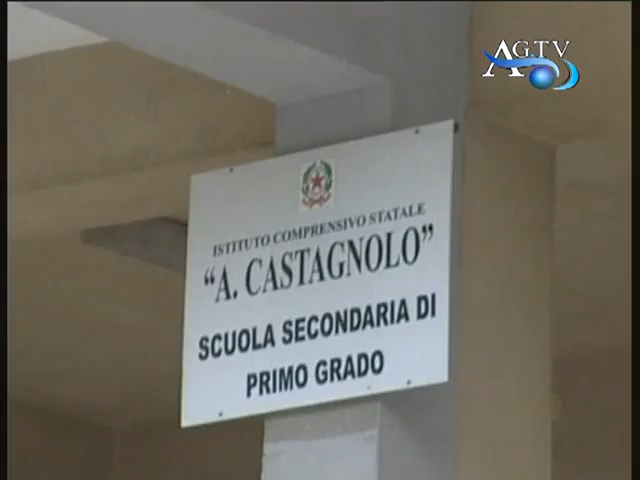 AGTV
ISTITUTO COMPRENSIVO STATALE
“A. CASTAGNOLO”
SCUOLA SECONDARIA DI
PRIMO GRADO